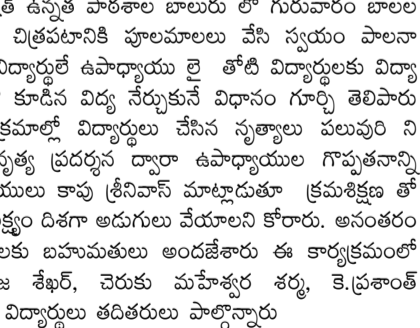 ఉన్నత పాఠశాల బాలురు లో గురువారం బాలల
చిత్రపటానికి పూలమాలలు వేసి స్వయం పాలనా
విద్యార్థులే ఉపాధ్యాయు లై తోటి విద్యార్థులకు విద్యా
కూడిన విద్య నేర్చుకునే విధానం గూర్చి తెలిపారు
క్రమాల్లో విద్యార్థులు చేసిన నృత్యాలు పలువురి ని
నృత్య ప్రదర్శన ద్వారా ఉపాధ్యాయుల గొప్పతనాన్ని
యులు కాపు శ్రీనివాస్ మాట్లాడుతూ క్రమశిక్షణ తో
క్ష్యం దిశగా అడుగులు వేయాలని కోరారు. అనంతరం
లకు బహుమతులు అందజేశారు ఈ కార్యక్రమంలో
జ శేఖర్, చెరుకు మహేశ్వర శర్మ, కె.ప్రశాంత్
విద్యార్థులు తదితరులు పాల్గొన్నారు